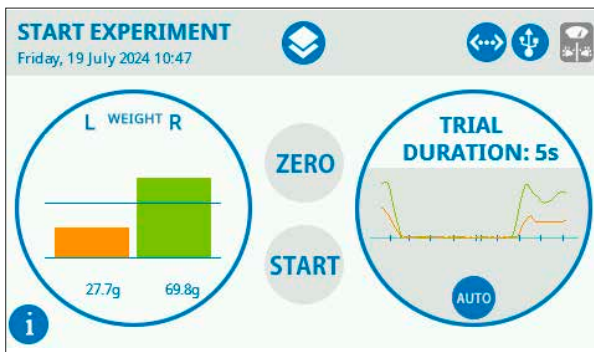 START EXPERIMENT
Friday, 19 July 2024 10:47
L WEIGHT R
27.7g 69.8g
i
ZERO
START
TRIAL
DURATION: 5s
AUTO